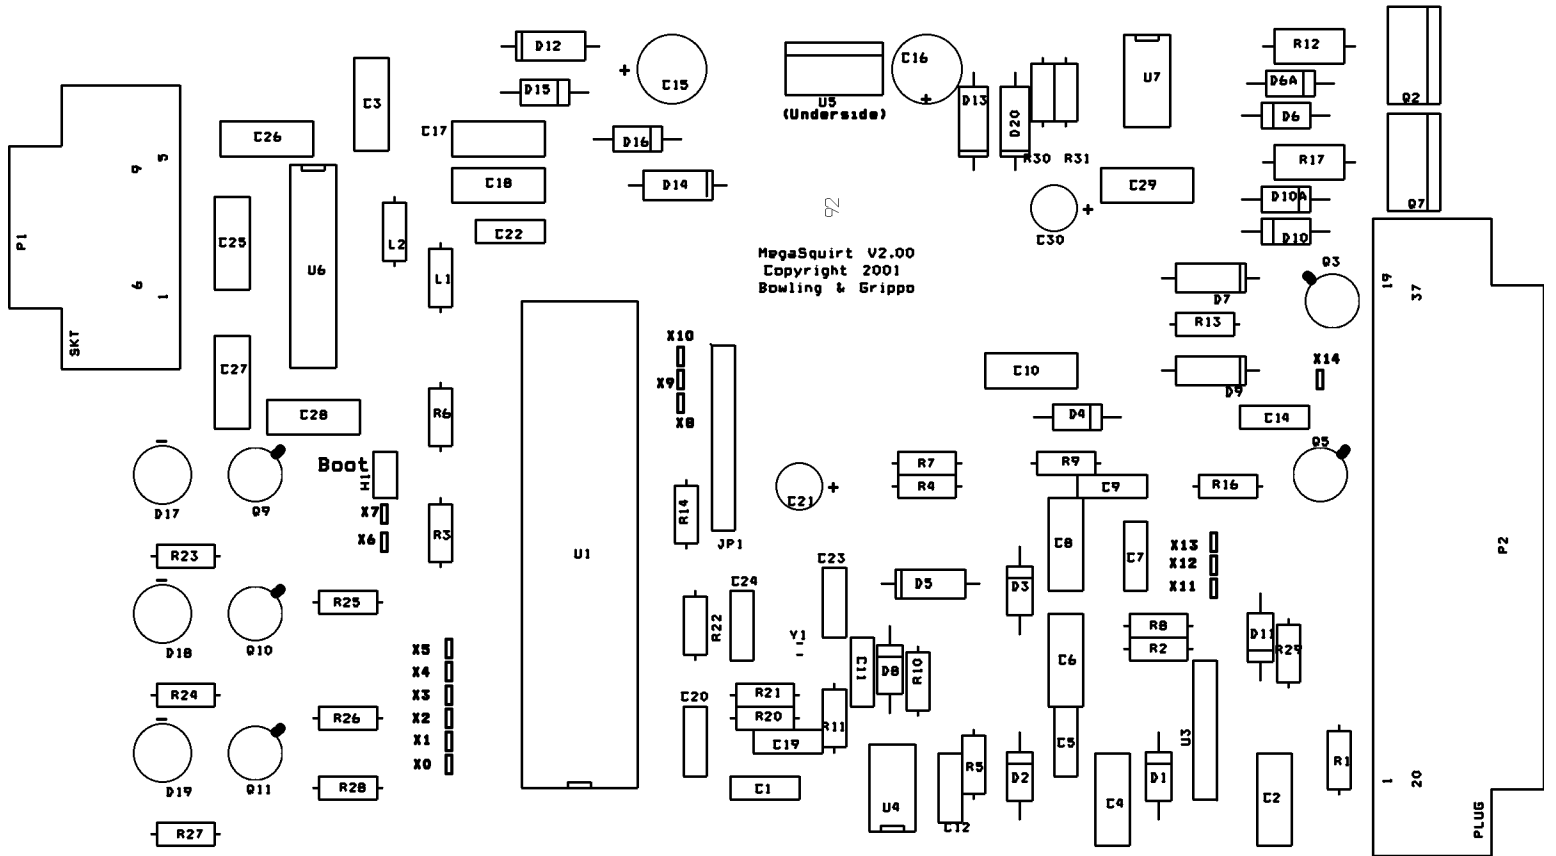 D12
C15
C16
U7
R12
Q2
C3
D15
D6A
D6
U5
(Underside)
D13
D20
C26
C17
D16
R30
R31
R17
9
5
C18
D14
C29
D10A
Q7
92
P1
C25
L2
C22
C30
D10
U6
MegaSquirt V2.00
Copyright 2001
Bowling & Grippo
6
1
L1
Q3
19
37
D7
SKT
R13
X10
C27
X9
C10
X14
D9
C28
R6
X8
D4
C14
Boot
H1
Q5
R7
R9
R4
C9
R16
C21
D17
Q9
X7
R14
X6
R3
JP1
C8
C7
X13
P2
R23
U1
X12
C23
C24
D5
D3
X11
R25
R22
Y1
R8
D18
Q10
X5
R2
D11
R29
X4
C11
D8
R10
C6
R24
X3
C20
R21
R26
X2
R20
R11
X1
C19
C5
U3
X0
R5
D2
D1
R1
D19
Q11
R28
C1
1
20
U4
C12
C4
C2
R27
PLUG